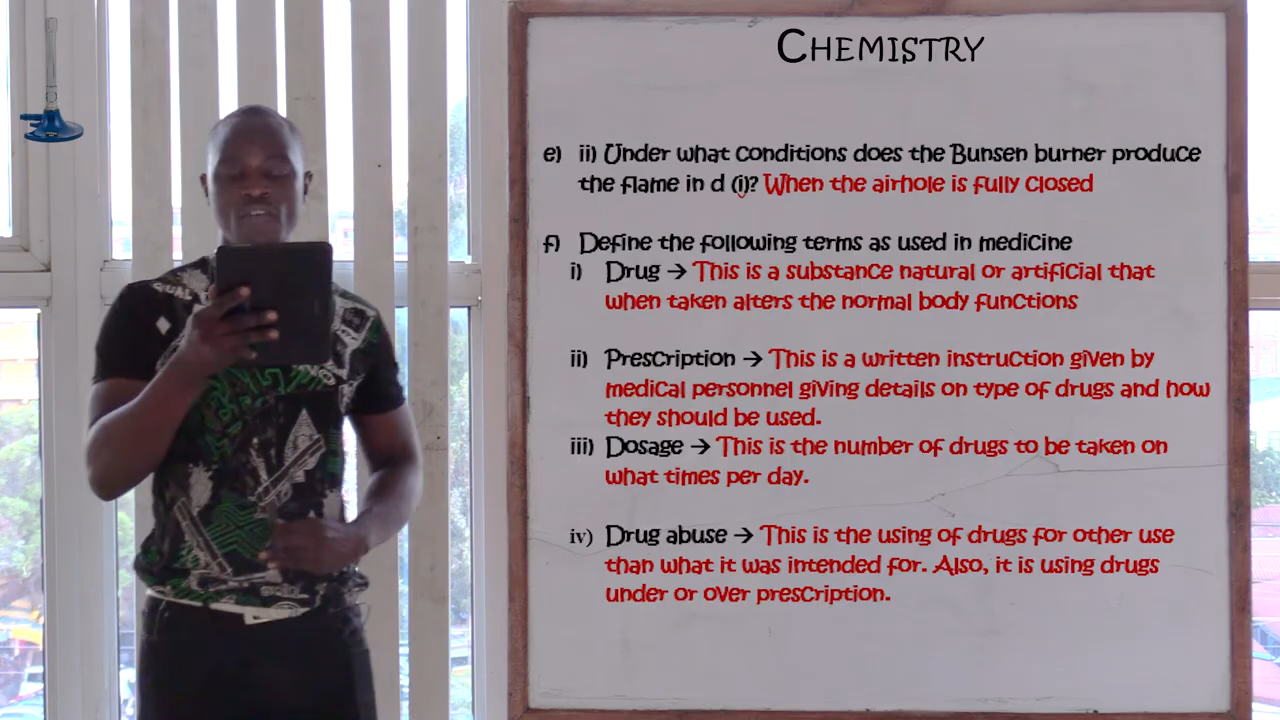 CHEMISTRY
e) ii) Under what conditions does the Bunsen burner produce
the flame in d (i)? When the airhole is fully closed
f) Define the following terms as used in medicine
i) Drug → This is a substance natural or artificial that
when taken alters the normal body functions
ii) Prescription → This is a written instruction given by
medical personnel giving details on type of drugs and how
they should be used.
iii) Dosage → This is the number of drugs to be taken on
what times per day.
iv) Drug abuse → This is the using of drugs for other use
than what it was intended for. Also, it is using drugs
under or over prescription.
QUAL